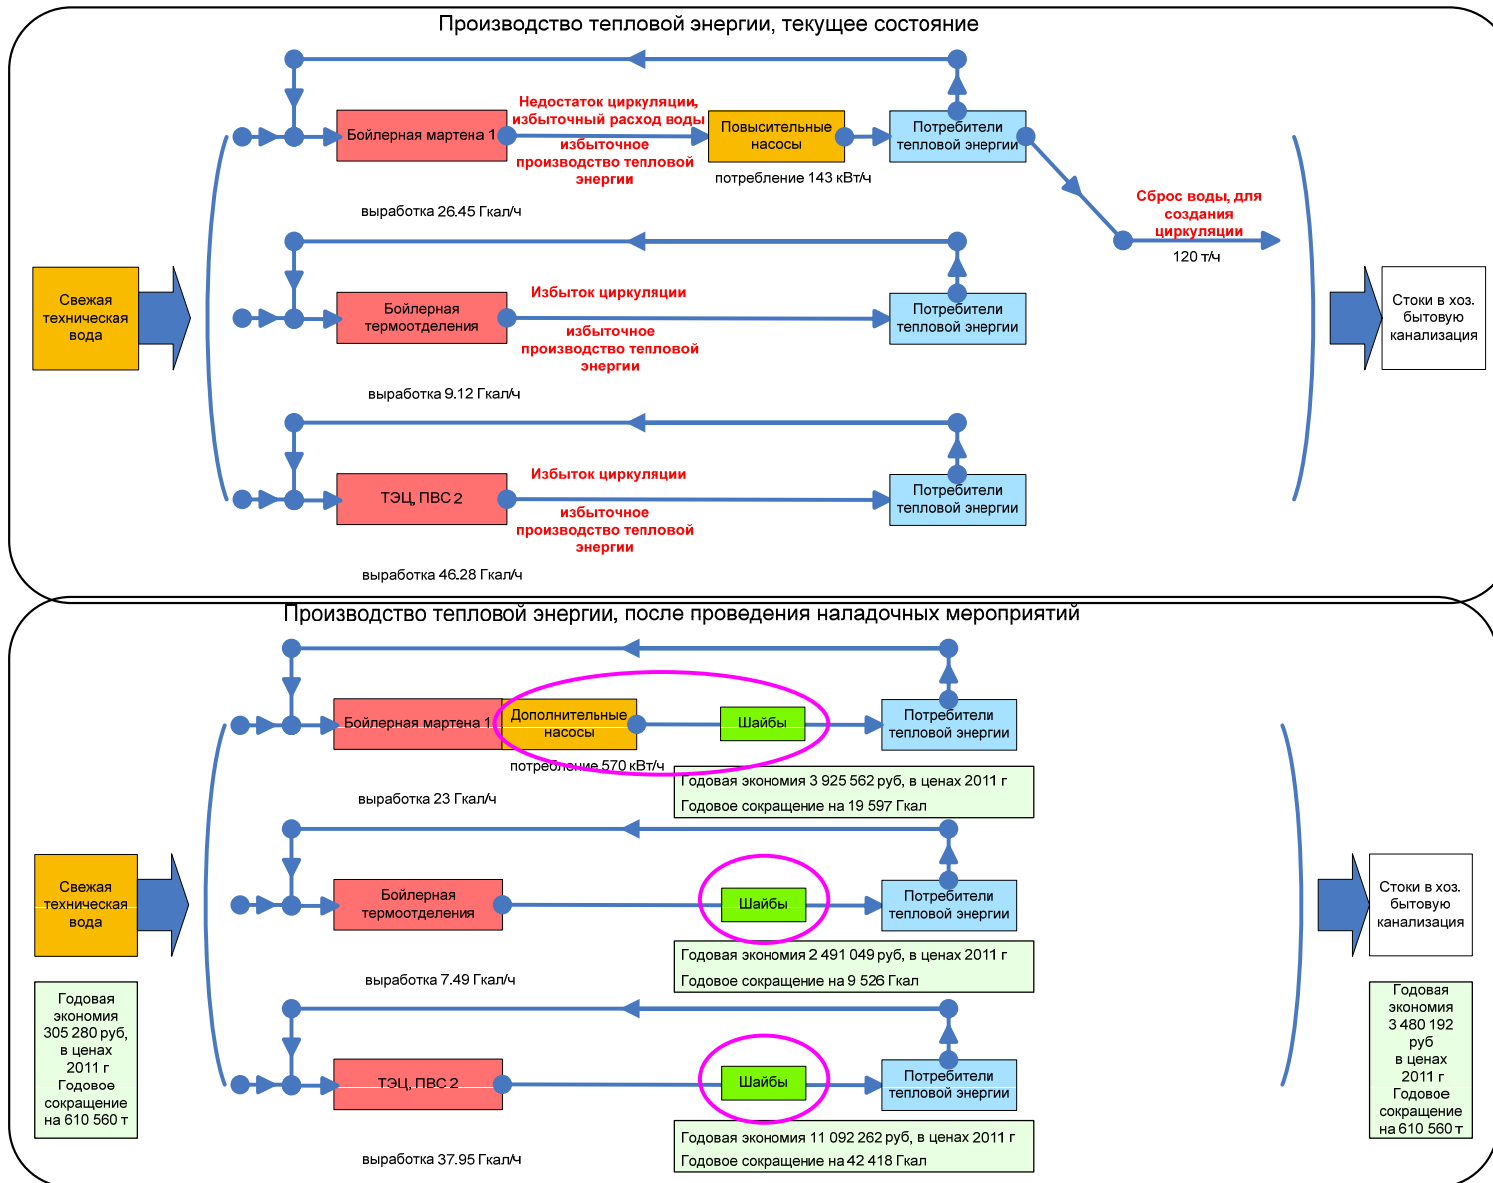 Производство тепловой энергии, текущее состояние
Бойлерная мартена 1
Недостаток циркуляции,
избыточный расход воды
избыточное
производство тепловой
энергии
Повысительные
насосы
потребление 143 кВт/ч
Потребители
тепловой энергии
выработка 26.45 Гкал/ч
Сброс воды, для
создания
циркуляции
120 т/ч
Свежая
техническая
вода
Бойлерная
термоотделения
Избыток циркуляции
избыточное
производство тепловой
энергии
Потребители
тепловой энергии
выработка 9.12 Гкал/ч
Стоки в хоз.
бытовую
канализация
ТЭЦ, ПВС 2
Избыток циркуляции
избыточное
производство тепловой
энергии
Потребители
тепловой энергии
выработка 46.28 Гкал/ч
Производство тепловой энергии, после проведения наладочных мероприятий
Бойлерная мартена 1
Дополнительные
насосы
Шайбы
Потребители
тепловой энергии
потребление 570 кВт/ч
выработка 23 Гкал/ч
Годовая экономия 3 925 562 руб, в ценах 2011 г
Годовое сокращение на 19 597 Гкал
Свежая
техническая
вода
Бойлерная
термоотделения
Шайбы
Потребители
тепловой энергии
выработка 7.49 Гкал/ч
Годовая экономия 2 491 049 руб, в ценах 2011 г
Годовое сокращение на 9 526 Гкал
Стоки в хоз.
бытовую
канализация
Годовая
экономия
305 280 руб,
в ценах
2011 г
Годовое
сокращение
на 610 560 т
ТЭЦ, ПВС 2
Шайбы
Потребители
тепловой энергии
выработка 37.95 Гкал/ч
Годовая экономия 11 092 262 руб, в ценах 2011 г
Годовое сокращение на 42 418 Гкал
Годовая
экономия
3 480 192
руб
в ценах
2011 г
Годовое
сокращение
на 610 560 т